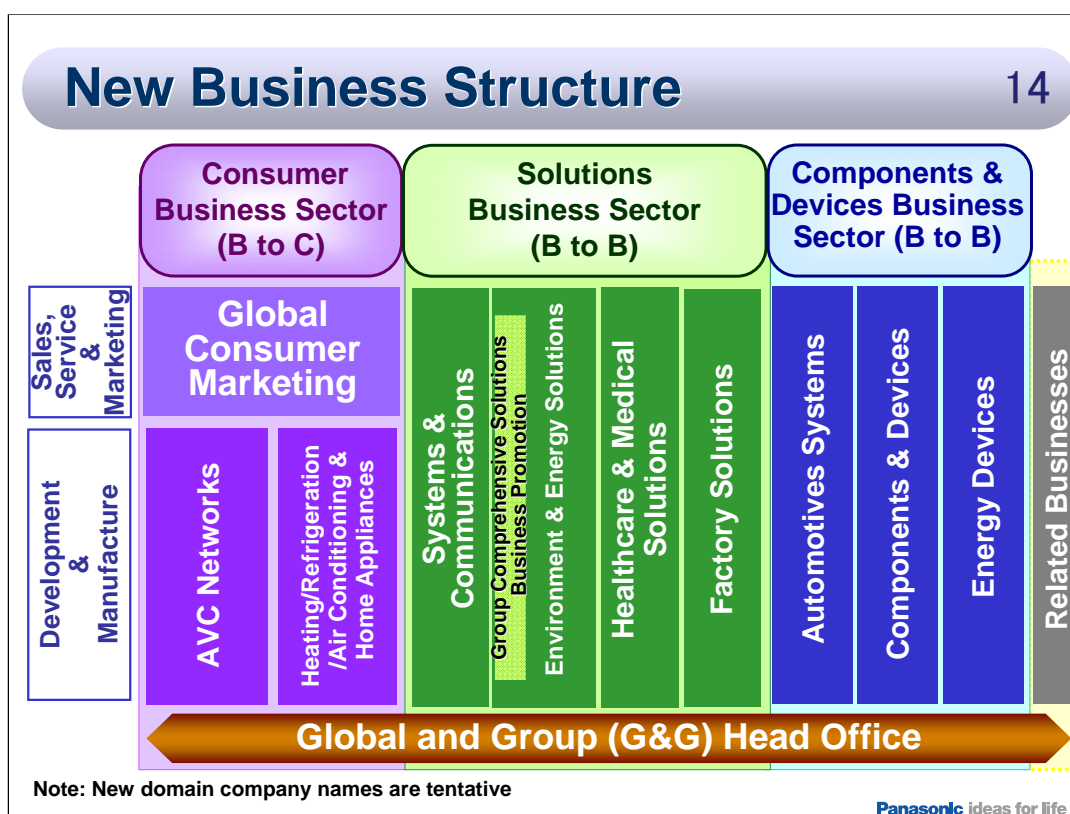 New Business Structure
14
Consumer
Business Sector
(B to C)
Solutions
Business Sector
(B to B)
Components &
Devices Business
Sector (B to B)
Sales,
Service
&
Marketing
Global
Consumer
Marketing
Development
&
Manufacture
AVC Networks
Heating/Refrigeration
/Air Conditioning &
Home Appliances
Systems &
Communications
Group Comprehensive Solutions
Business Promotion
Environment & Energy Solutions
Healthcare & Medical
Solutions
Factory Solutions
Automotives Systems
Components & Devices
Energy Devices
Related Businesses
Global and Group (G&G) Head Office
Note: New domain company names are tentative
Panasonic ideas for life